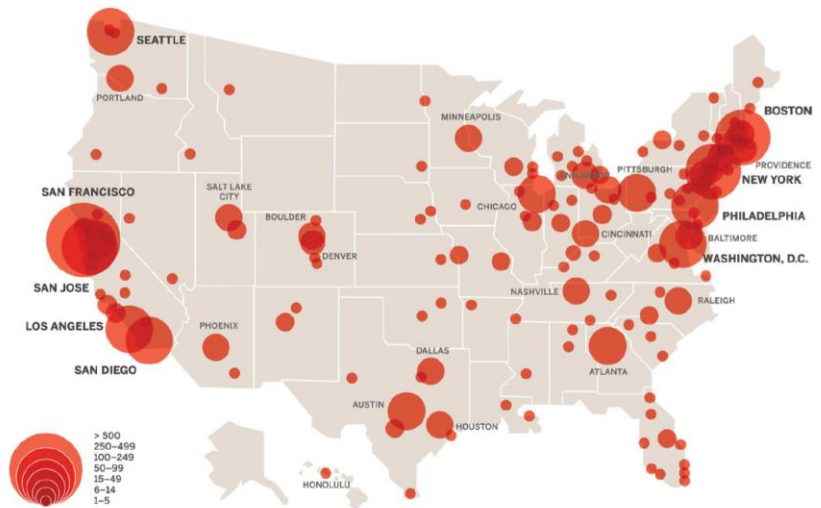 SEATTLE
PORTLAND
MINNEAPOLIS
BOSTON
PROVIDENCE
PITTSBURGH
NEW YORK
SAN FRANCISCO
SALT LAKE
CITY
BOULDER
CHICAGO
PHILADELPHIA
DENVER
CINCINNATI
BALTIMORE
WASHINGTON, D.C.
SAN JOSE
NASHVILLE
RALEIGH
LOS ANGELES
PHOENIX
DALLAS
SAN DIEGO
ATLANTA
AUSTIN
HOUSTON
> 500
250–499
100–249
50–99
15–49
6–14
1–5
HONOLULU